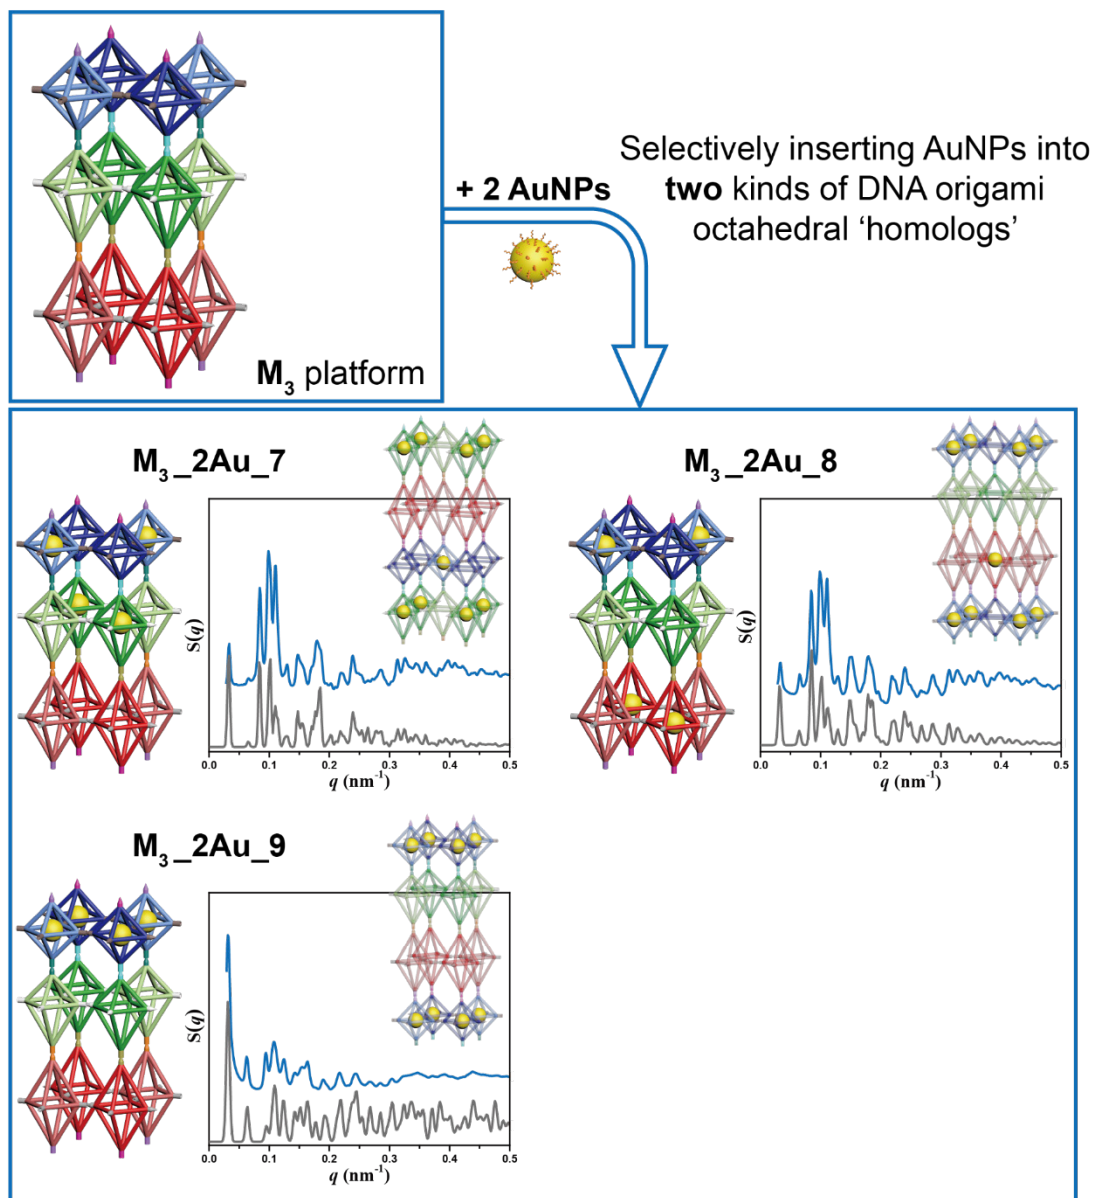 + 2 AuNPs
Selectively inserting AuNPs into
two kinds of DNA origami
octahedral ‘homologs’
M3 platform
M3_2Au_7
S(q)
0.0 0.1 0.2 0.3 0.4 0.5
q (nm-1)
M3_2Au_8
S(q)
0.0 0.1 0.2 0.3 0.4 0.5
q (nm-1)
M3_2Au_9
S(q)
0.0 0.1 0.2 0.3 0.4 0.5
q (nm-1)